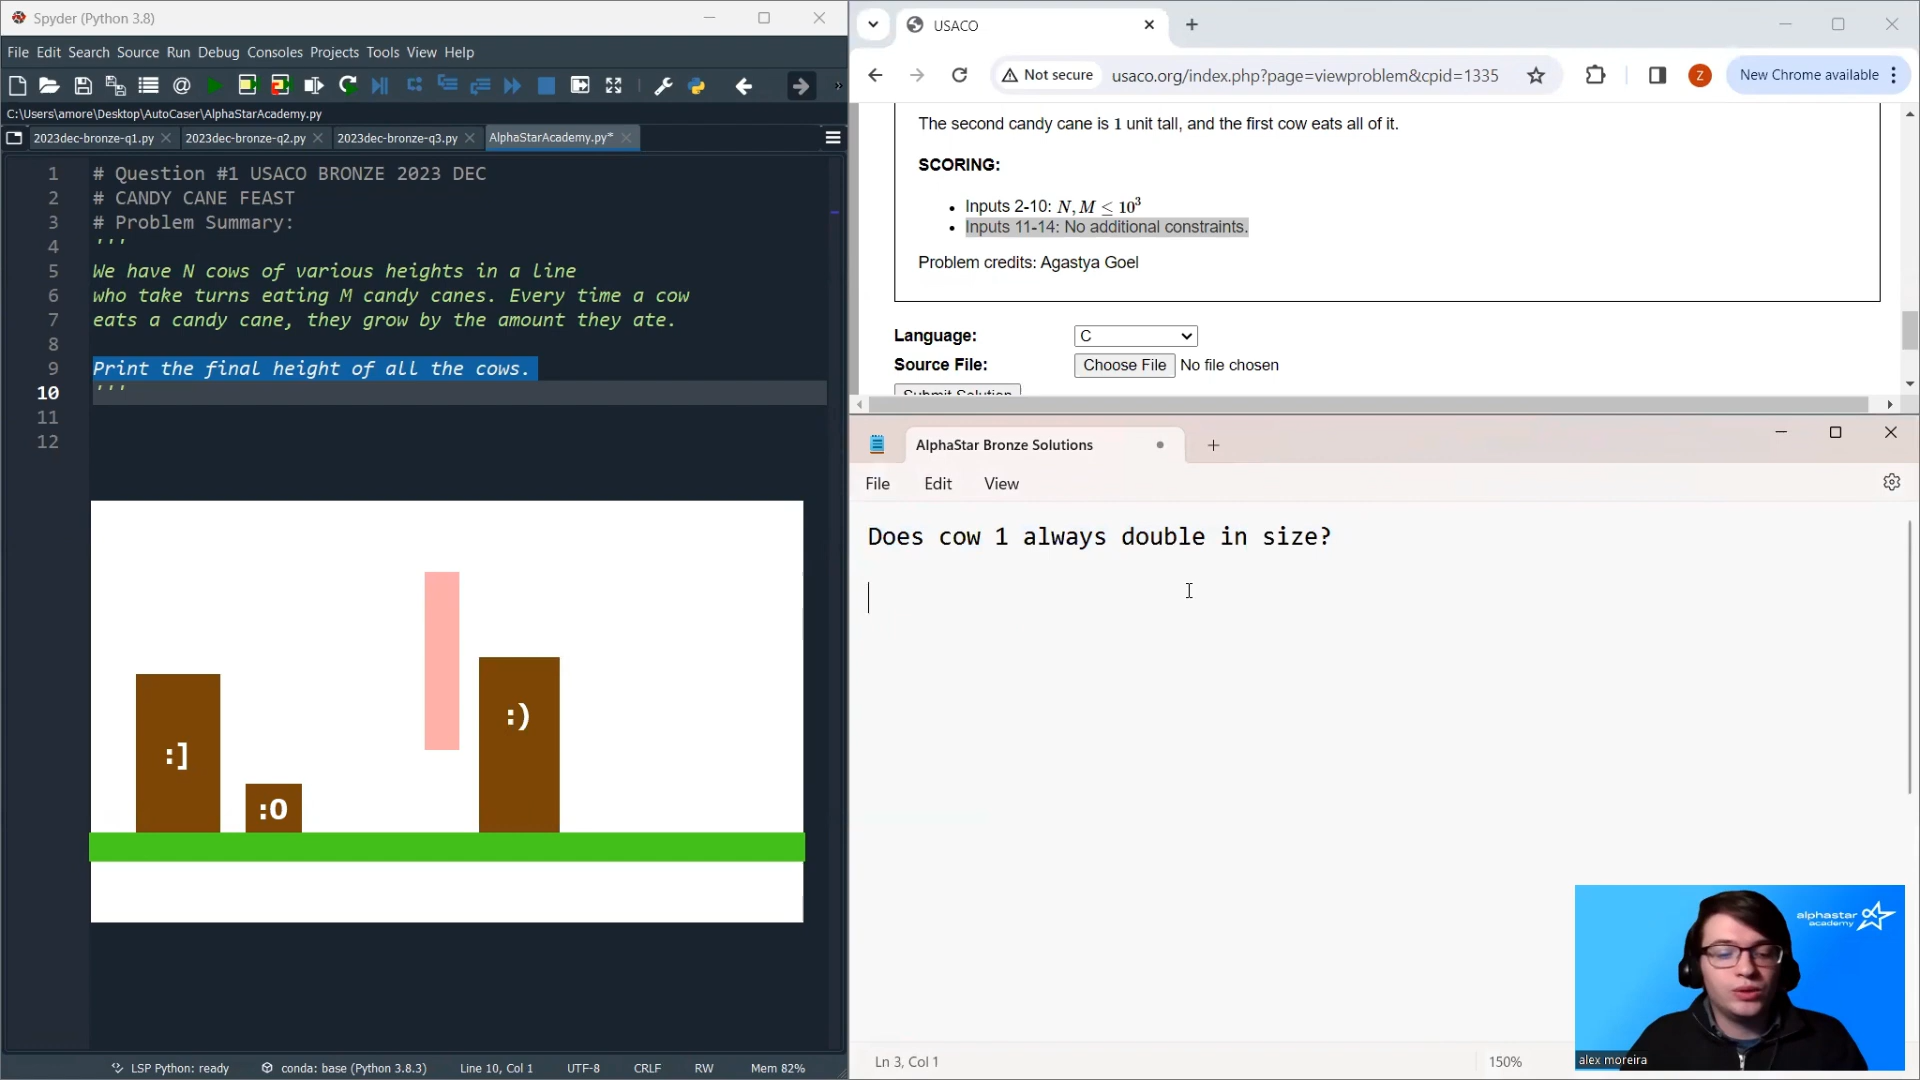 Spyder (Python 3.8)
File Edit Search Source Run Debug Consoles Projects Tools View Help
C:\Users\amore\Desktop\AutoCaser\AlphaStarAcademy.py
2023dec-bronze-q1.py
2023dec-bronze-q2.py
2023dec-bronze-q3.py
AlphaStarAcademy.py*
1 # Question #1 USACO BRONZE 2023 DEC
2 # CANDY CANE FEAST
3 # Problem Summary:
4 '''
5 We have N cows of various heights in a line
6 who take turns eating M candy canes. Every time a cow
7 eats a candy cane, they grow by the amount they ate.
8
9 Print the final height of all the cows.
10 '''
11
12
:]
:O
:)
LSP Python: ready
conda: base (Python 3.8.3)
Line 10, Col 1
UTF-8
CRLF
RW
Mem 82%
USACO
Not secure
usaco.org/index.php?page=viewproblem&cpid=1335
Z
New Chrome available
The second candy cane is 1 unit tall, and the first cow eats all of it.
SCORING:
• Inputs 2-10: N, M ≤ 10³
• Inputs 11-14: No additional constraints.
Problem credits: Agastya Goel
Language: C
Source File: Choose File No file chosen
Submit Solution
AlphaStar Bronze Solutions
File Edit View
Does cow 1 always double in size?
Ln 3, Col 1
150%
alphastar
academy
alex moreira